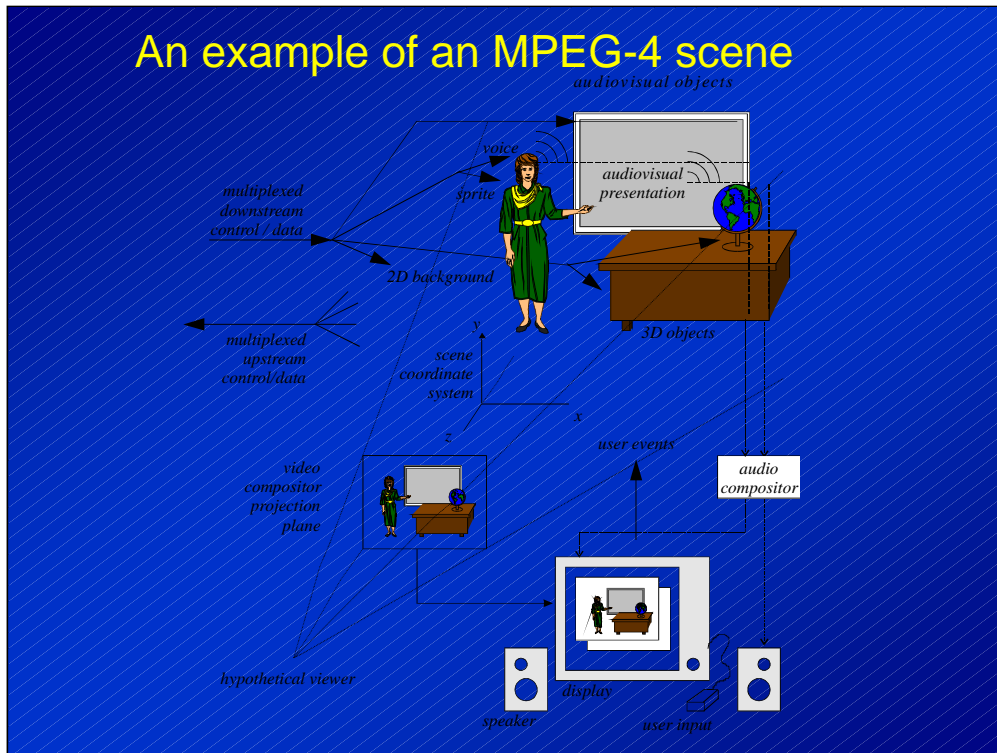 An example of an MPEG-4 scene
audiovisual objects
voice
audiovisual
presentation
sprite
multiplexed
downstream
control / data
2D background
3D objects
y
multiplexed
upstream
control/data
scene
coordinate
system
x
z
user events
video
compositor
projection
plane
audio
compositor
hypothetical viewer
display
speaker
user input